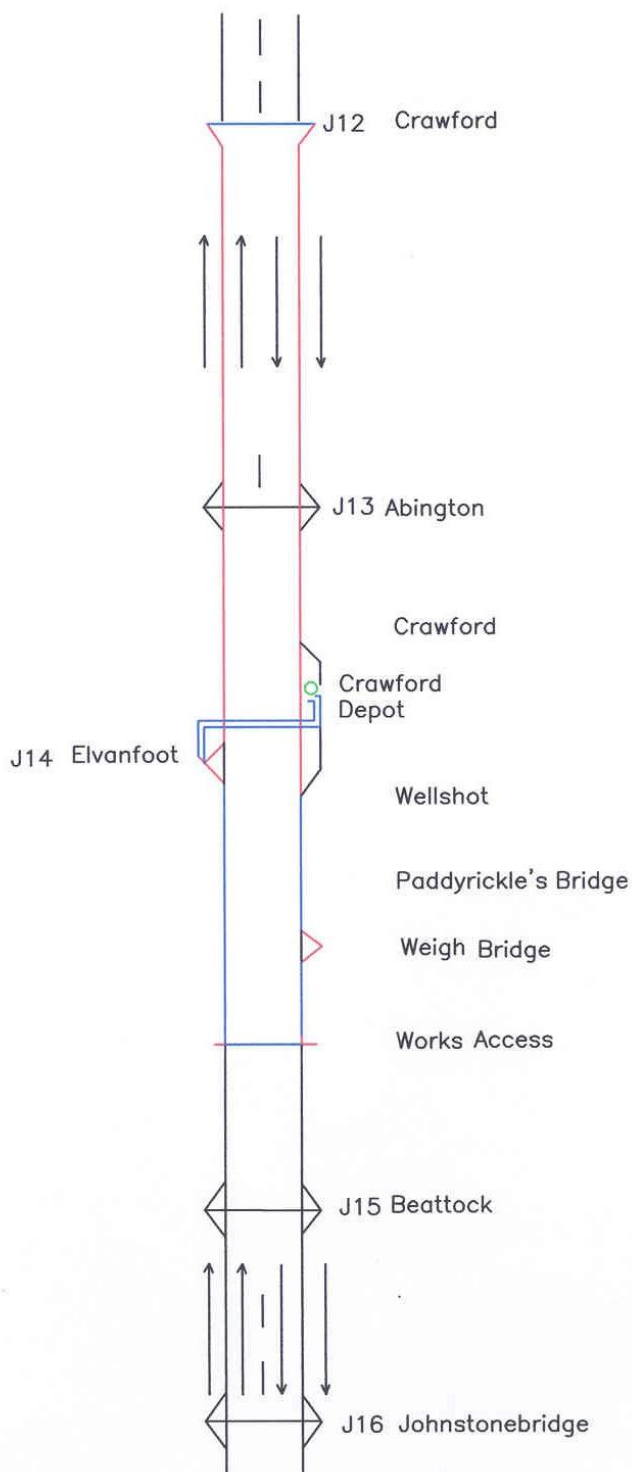 J12 Crawford
J13 Abington
Crawford
Crawford
Depot
J14 Elvanfoot
Wellshot
Paddyrickle's Bridge
Weigh Bridge
Works Access
J15 Beattock
J16 Johnstonebridge